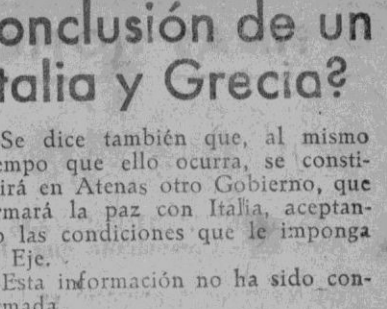 onclusión de un
talia y Grecia?
Se dice también que, al mismo
empo que ello ocurra, se consti-
irá en Atenas otro Gobierno, que
rmará la paz con Italia, aceptan-
o las condiciones que le imponga
Eje.
Esta información no ha sido con-
rmada